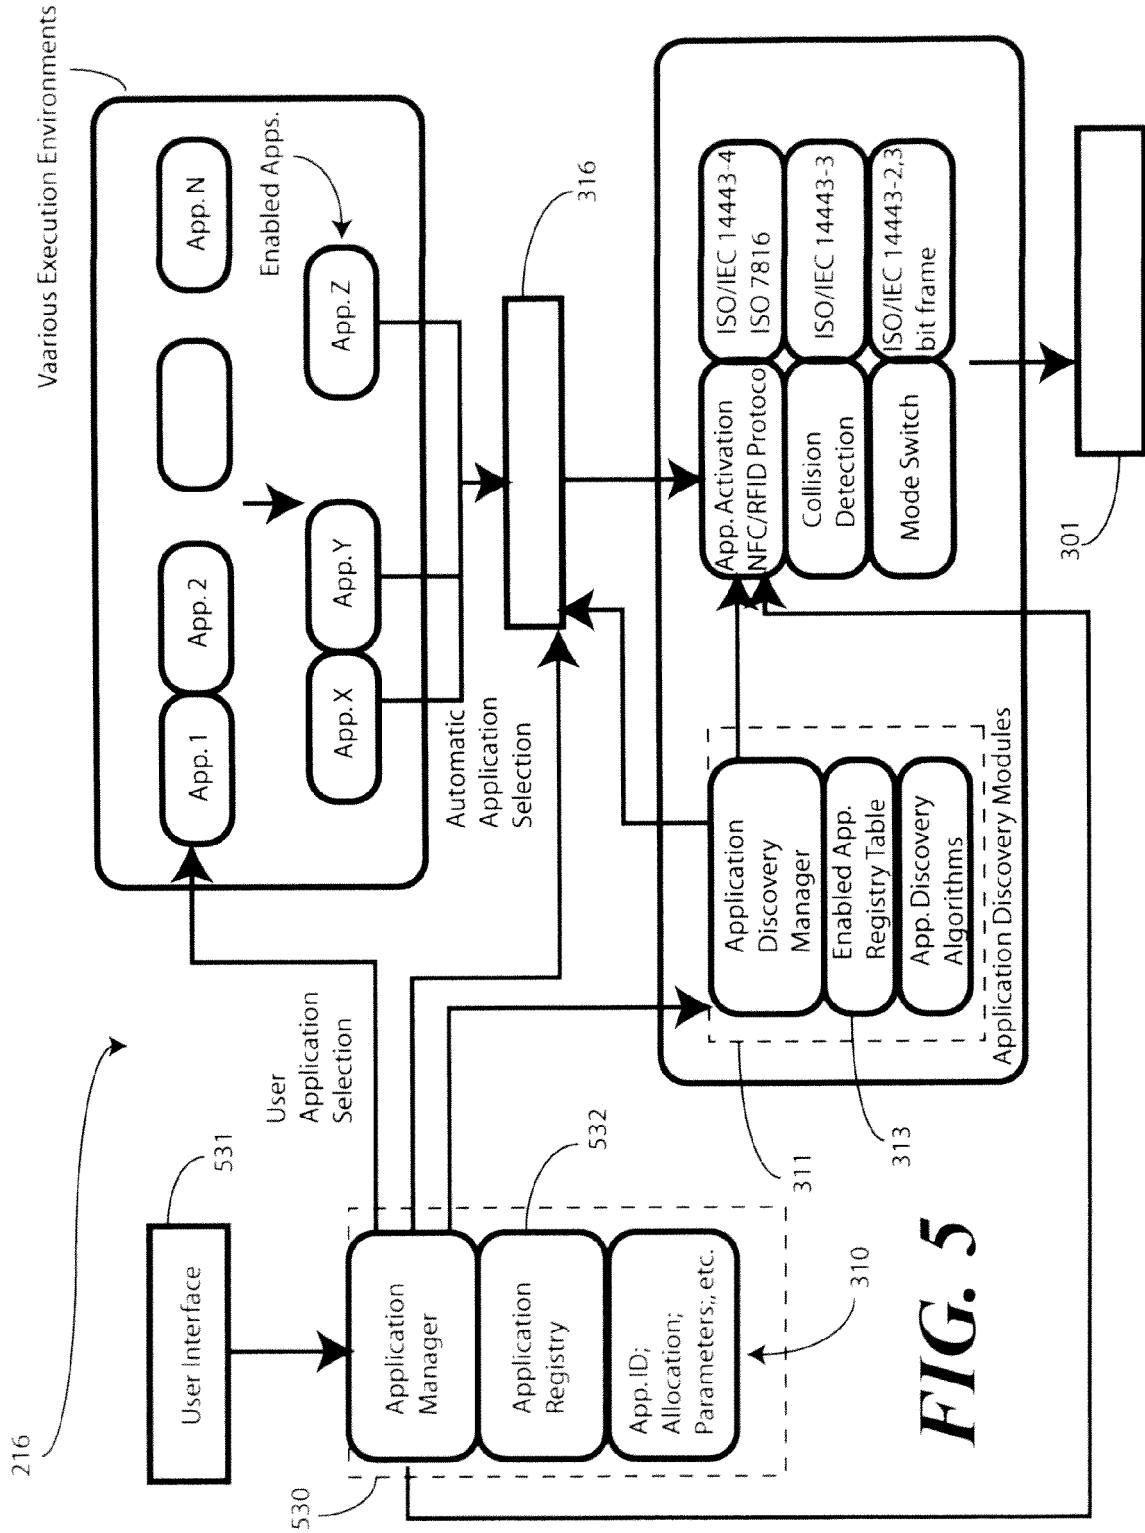 216
User Interface
531
Vaarious Execution Environments
App. 1
App. 2
App. N
App. X
App. Y
App. Z
Enabled Apps.
User
Application
Selection
Automatic
Application
Selection
316
530
Application
Manager
Application
Registry
532
App. ID;
Allocation;
Parameters;, etc.
310
311
313
Application
Discovery
Manager
Enabled App.
Registry Table
App. Discovery
Algorithms
Application Discovery Modules
App. Activation
NFC/RFID Protoco
ISO/IEC 14443-4
ISO 7816
Collision
Detection
ISO/IEC 14443-3
Mode Switch
ISO/IEC 14443-2,3
bit frame
301
FIG. 5